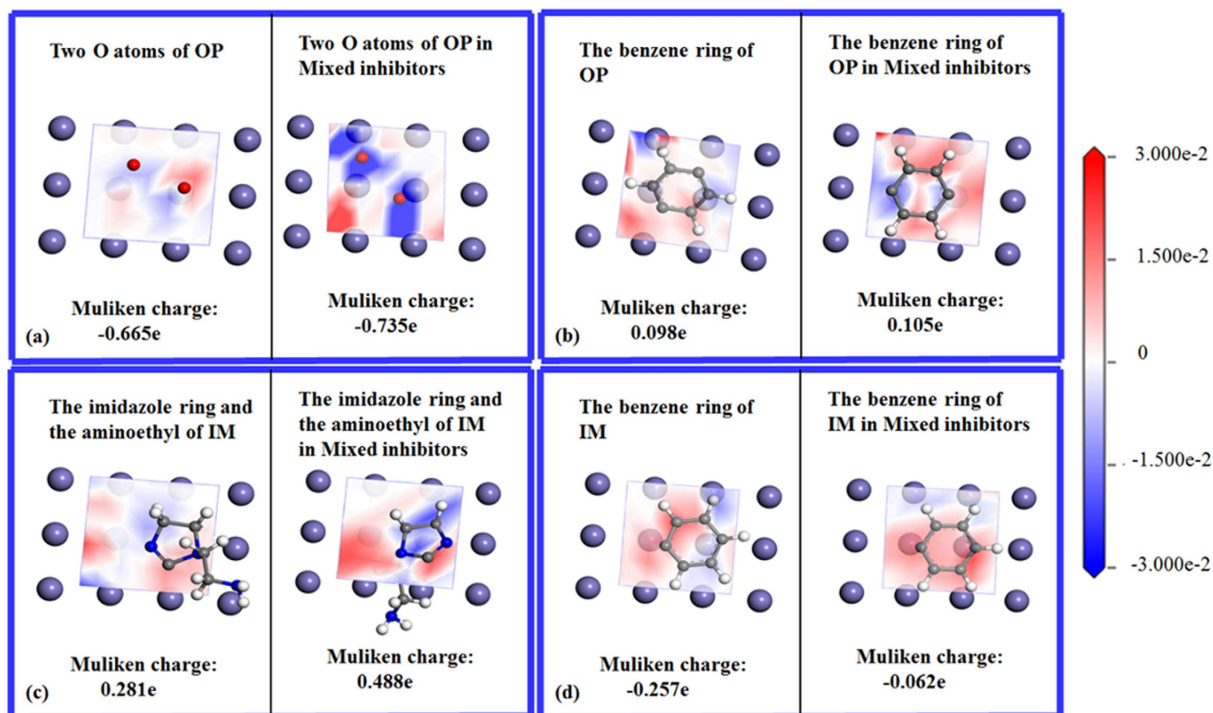 Two O atoms of OP
Two O atoms of OP in
Mixed inhibitors
Muliken charge:
-0.665e
Muliken charge:
-0.735e
(a)
The benzene ring of
OP
The benzene ring of
OP in Mixed inhibitors
Muliken charge:
0.098e
Muliken charge:
0.105e
(b)
The imidazole ring and
the aminoethyl of IM
The imidazole ring and
the aminoethyl of IM
in Mixed inhibitors
Muliken charge:
0.281e
Muliken charge:
0.488e
(c)
The benzene ring of
IM
The benzene ring of
IM in Mixed inhibitors
Muliken charge:
-0.257e
Muliken charge:
-0.062e
(d)
3.000e-2
1.500e-2
0
-1.500e-2
-3.000e-2